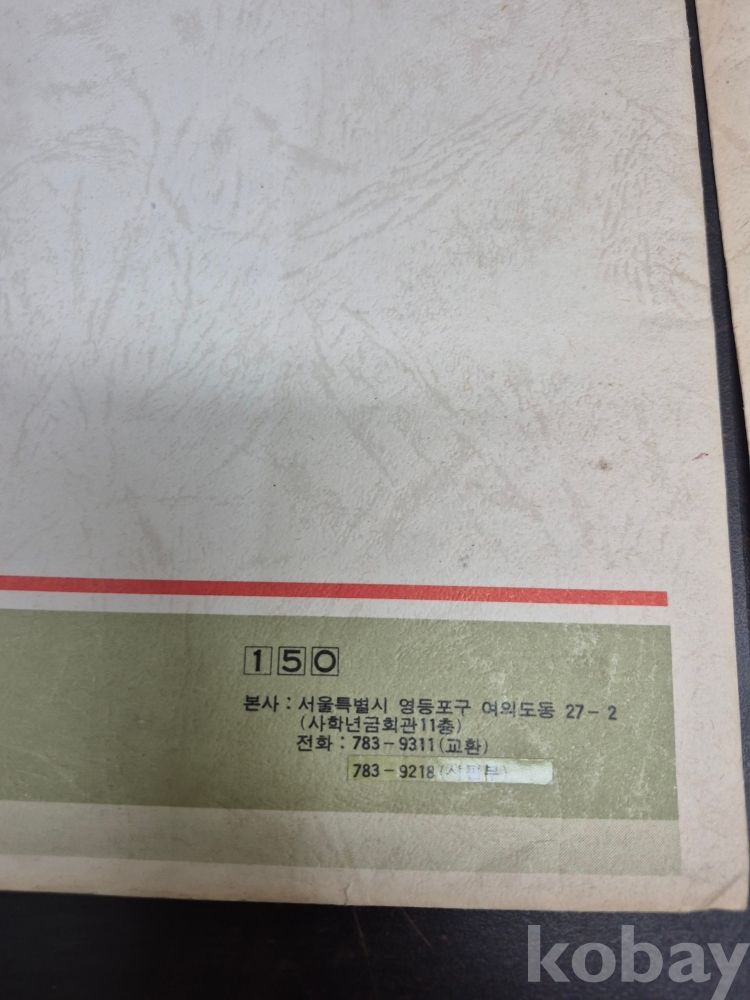 150
본사 : 서울특별시 영등포구 여의도동 27-2
(사학년금회관11층)
전화 : 783-9311(교환)
783-9218
kobay